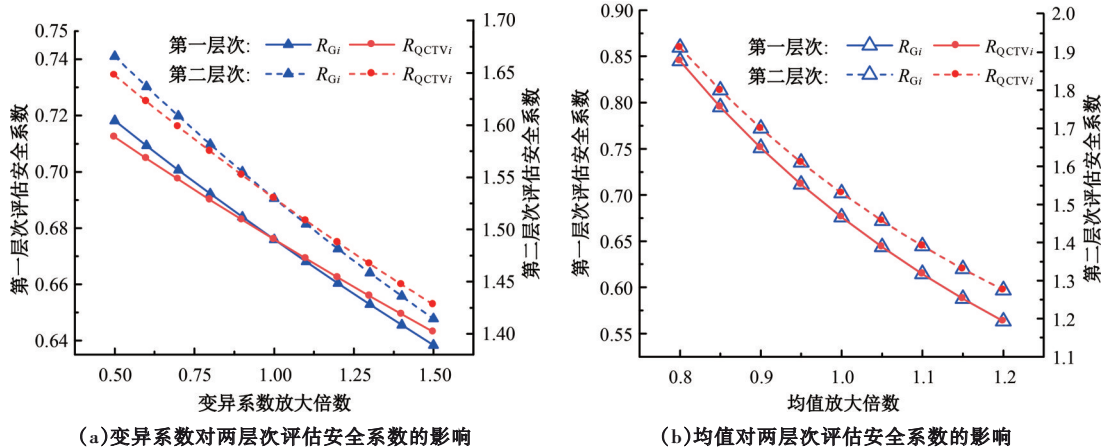 第一层次: R_Gi R_QCTVi
第二层次: R_Gi R_QCTVi
第一层次评估安全系数
0.75
0.74
0.72
0.70
0.68
0.66
0.64
第二层次评估安全系数
1.70
1.65
1.60
1.55
1.50
1.45
1.40
0.50 0.75 1.00 1.25 1.50
变异系数放大倍数
(a)变异系数对两层次评估安全系数的影响
第一层次: R_Gi R_QCTVi
第二层次: R_Gi R_QCTVi
第一层次评估安全系数
0.90
0.85
0.80
0.75
0.70
0.65
0.60
0.55
第二层次评估安全系数
2.0
1.9
1.8
1.7
1.6
1.5
1.4
1.3
1.2
1.1
0.8 0.9 1.0 1.1 1.2
均值放大倍数
(b)均值对两层次评估安全系数的影响